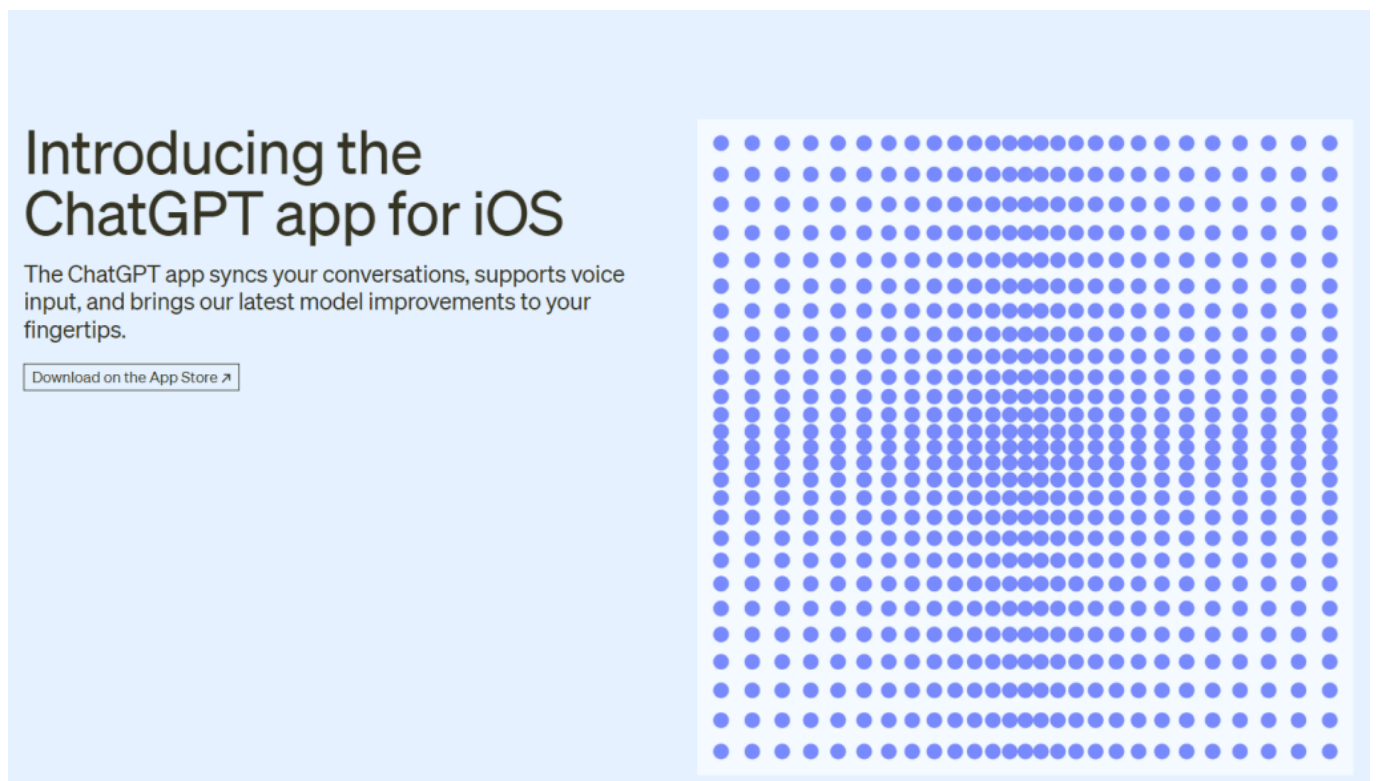 Introducing the
ChatGPT app for iOS
The ChatGPT app syncs your conversations, supports voice
input, and brings our latest model improvements to your
fingertips.
Download on the App Store ↗